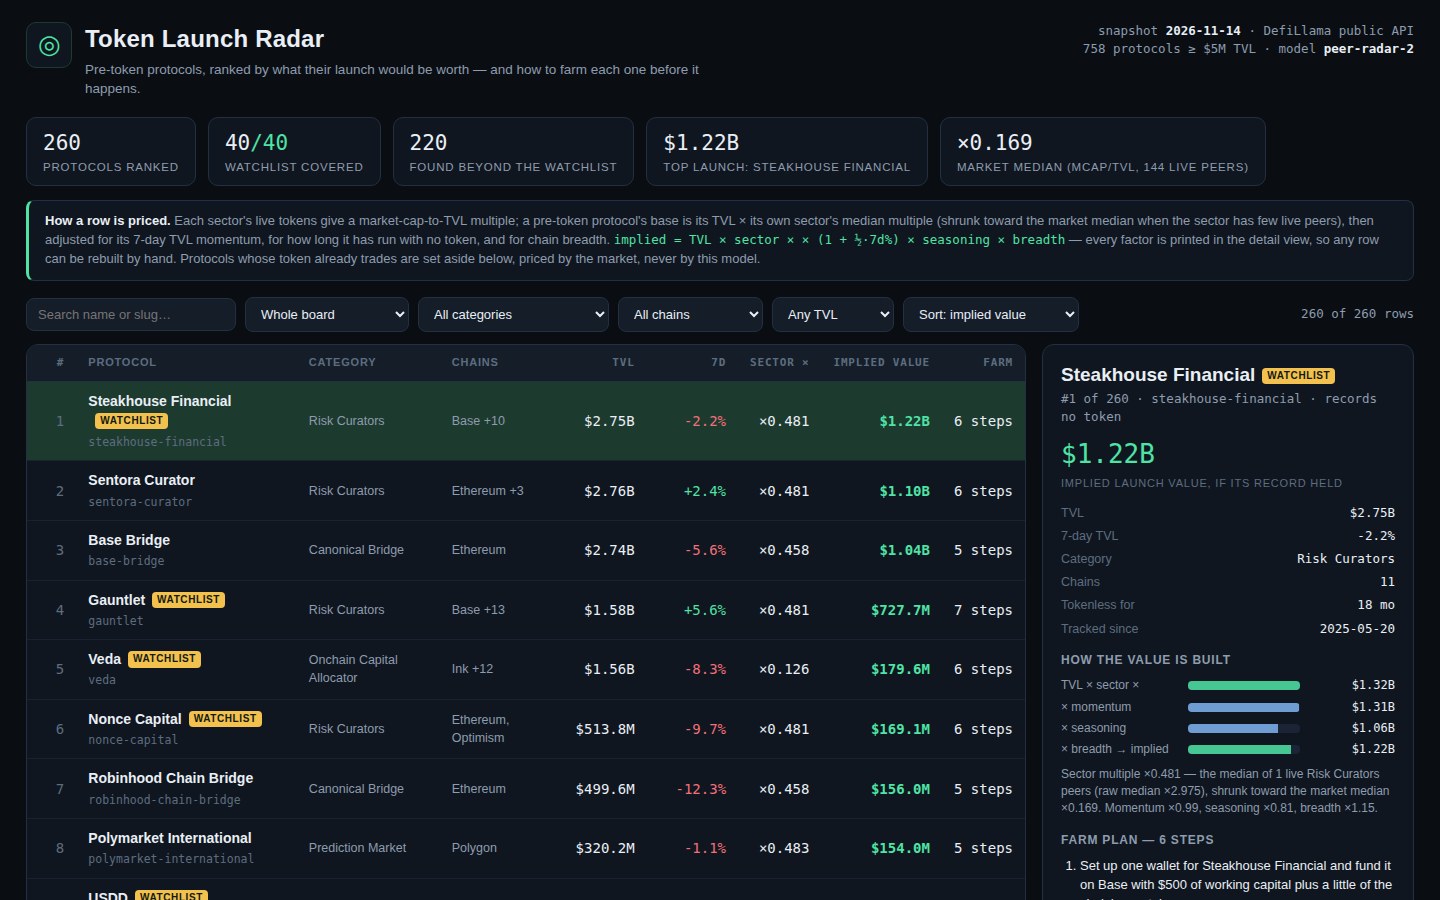 Token Launch Radar
Pre-token protocols, ranked by what their launch would be worth — and how to farm each one before it
happens.
snapshot 2026-11-14 · DefiLlama public API
758 protocols ≥ $5M TVL · model peer-radar-2
260
PROTOCOLS RANKED
40/40
WATCHLIST COVERED
220
FOUND BEYOND THE WATCHLIST
$1.22B
TOP LAUNCH: STEAKHOUSE FINANCIAL
×0.169
MARKET MEDIAN (MCAP/TVL, 144 LIVE PEERS)
How a row is priced. Each sector's live tokens give a market-cap-to-TVL multiple; a pre-token protocol's base is its TVL × its own sector's median multiple (shrunk toward the market median when the sector has few live peers), then
adjusted for its 7-day TVL momentum, for how long it has run with no token, and for chain breadth. implied = TVL × sector × × (1 + ½·7d%) × seasoning × breadth — every factor is printed in the detail view, so any row
can be rebuilt by hand. Protocols whose token already trades are set aside below, priced by the market, never by this model.
Search name or slug… Whole board All categories All chains Any TVL Sort: implied value 260 of 260 rows
# PROTOCOL CATEGORY CHAINS TVL 7D SECTOR × IMPLIED VALUE FARM
1 Steakhouse Financial WATCHLIST steakhouse-financial Risk Curators Base +10 $2.75B -2.2% ×0.481 $1.22B 6 steps
2 Sentora Curator sentora-curator Risk Curators Ethereum +3 $2.76B +2.4% ×0.481 $1.10B 6 steps
3 Base Bridge base-bridge Canonical Bridge Ethereum $2.74B -5.6% ×0.458 $1.04B 5 steps
4 Gauntlet WATCHLIST gauntlet Risk Curators Base +13 $1.58B +5.6% ×0.481 $727.7M 7 steps
5 Veda WATCHLIST veda Onchain Capital Allocator Ink +12 $1.56B -8.3% ×0.126 $179.6M 6 steps
6 Nonce Capital WATCHLIST nonce-capital Risk Curators Ethereum, Optimism $513.8M -9.7% ×0.481 $169.1M 6 steps
7 Robinhood Chain Bridge robinhood-chain-bridge Canonical Bridge Ethereum $499.6M -12.3% ×0.458 $156.0M 5 steps
8 Polymarket International polymarket-international Prediction Market Polygon $320.2M -1.1% ×0.483 $154.0M 5 steps
USDD WATCHLIST
Steakhouse Financial WATCHLIST
#1 of 260 · steakhouse-financial · records
no token
$1.22B
IMPLIED LAUNCH VALUE, IF ITS RECORD HELD
TVL $2.75B
7-day TVL -2.2%
Category Risk Curators
Chains 11
Tokenless for 18 mo
Tracked since 2025-05-20
HOW THE VALUE IS BUILT
TVL × sector × $1.32B
× momentum $1.31B
× seasoning $1.06B
× breadth → implied $1.22B
Sector multiple ×0.481 — the median of 1 live Risk Curators
peers (raw median ×2.975), shrunk toward the market median
×0.169. Momentum ×0.99, seasoning ×0.81, breadth ×1.15.
FARM PLAN — 6 STEPS
1. Set up one wallet for Steakhouse Financial and fund it
on Base with $500 of working capital plus a little of the